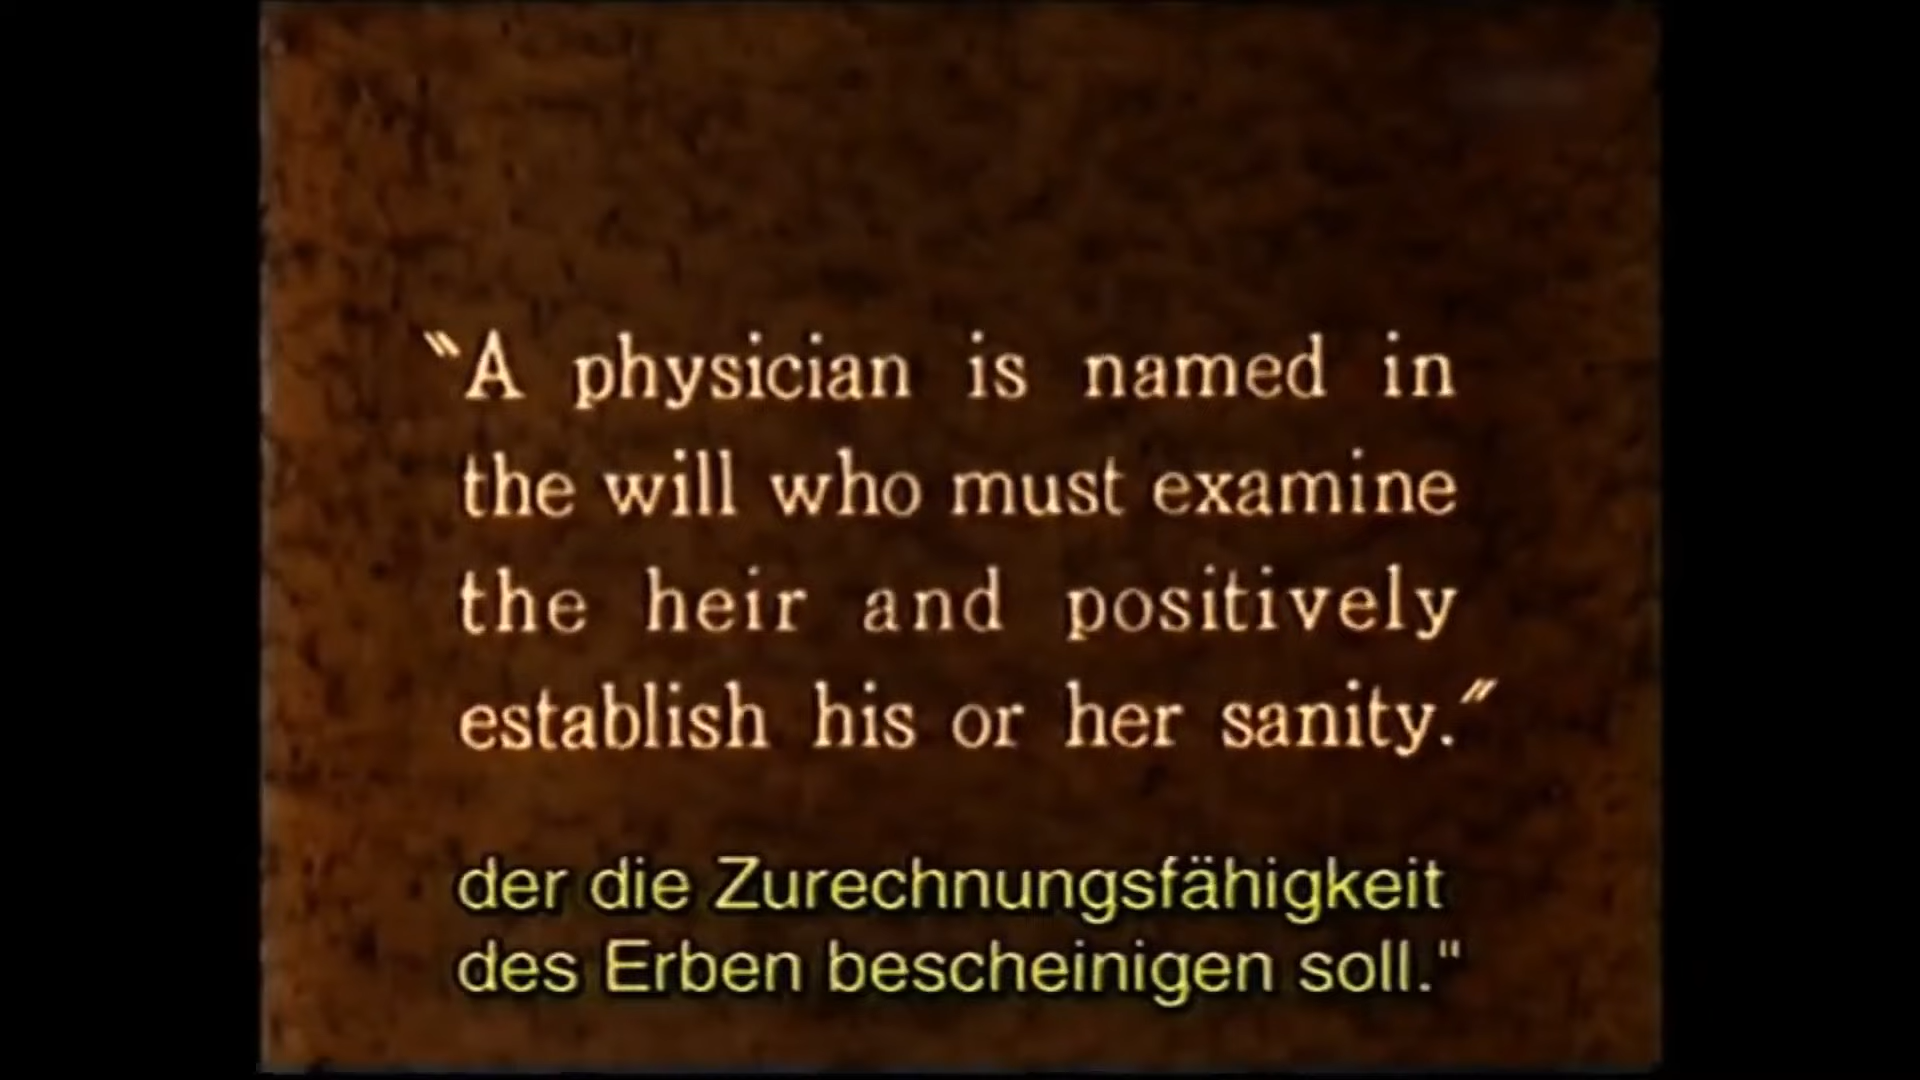 "A physician is named in
the will who must examine
the heir and positively
establish his or her sanity."
der die Zurechnungsfähigkeit
des Erben bescheinigen soll."